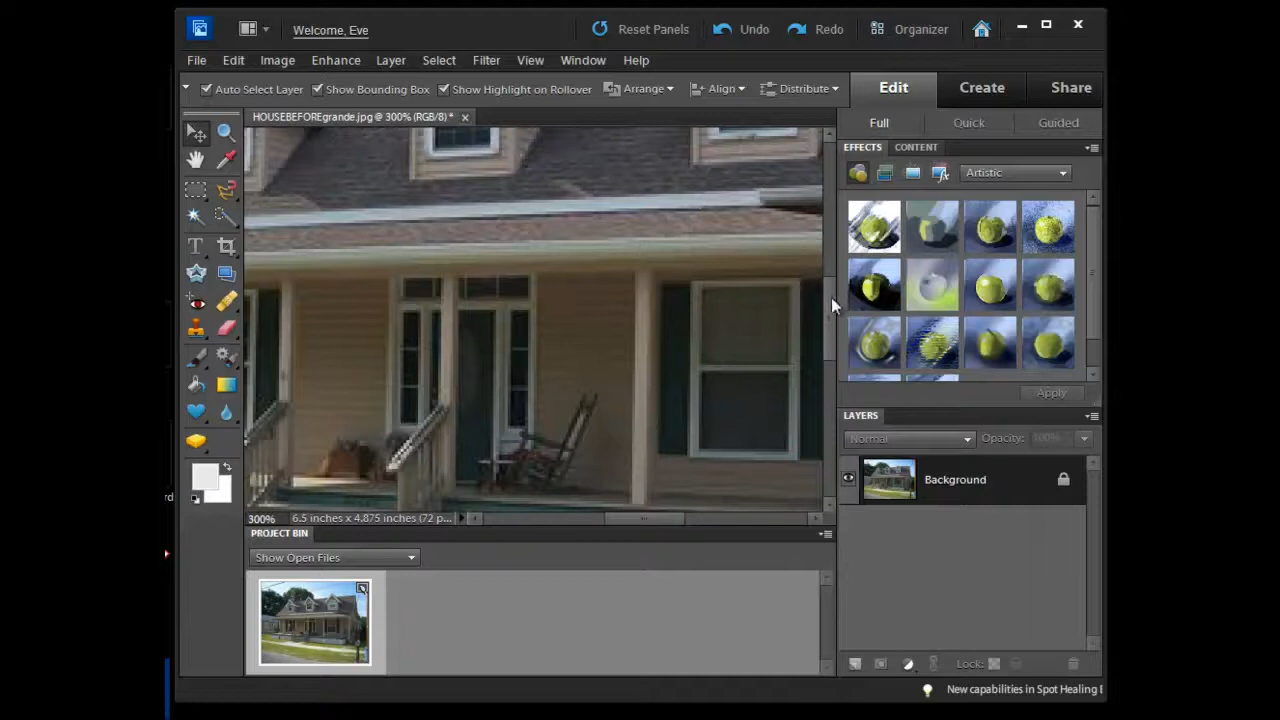 Welcome, Eve
Reset Panels Undo Redo Organizer
File Edit Image Enhance Layer Select Filter View Window Help
Auto Select Layer Show Bounding Box Show Highlight on Rollover Arrange Align Distribute
Edit Create Share
HOUSEBEFOREgrande.jpg @ 300% (RGB/8) *
Full Quick Guided
EFFECTS CONTENT
Artistic
Apply
LAYERS
Normal Opacity: 100%
Background
300% 6.5 inches x 4.875 inches (72 p...
PROJECT BIN
Show Open Files
Lock:
New capabilities in Spot Healing